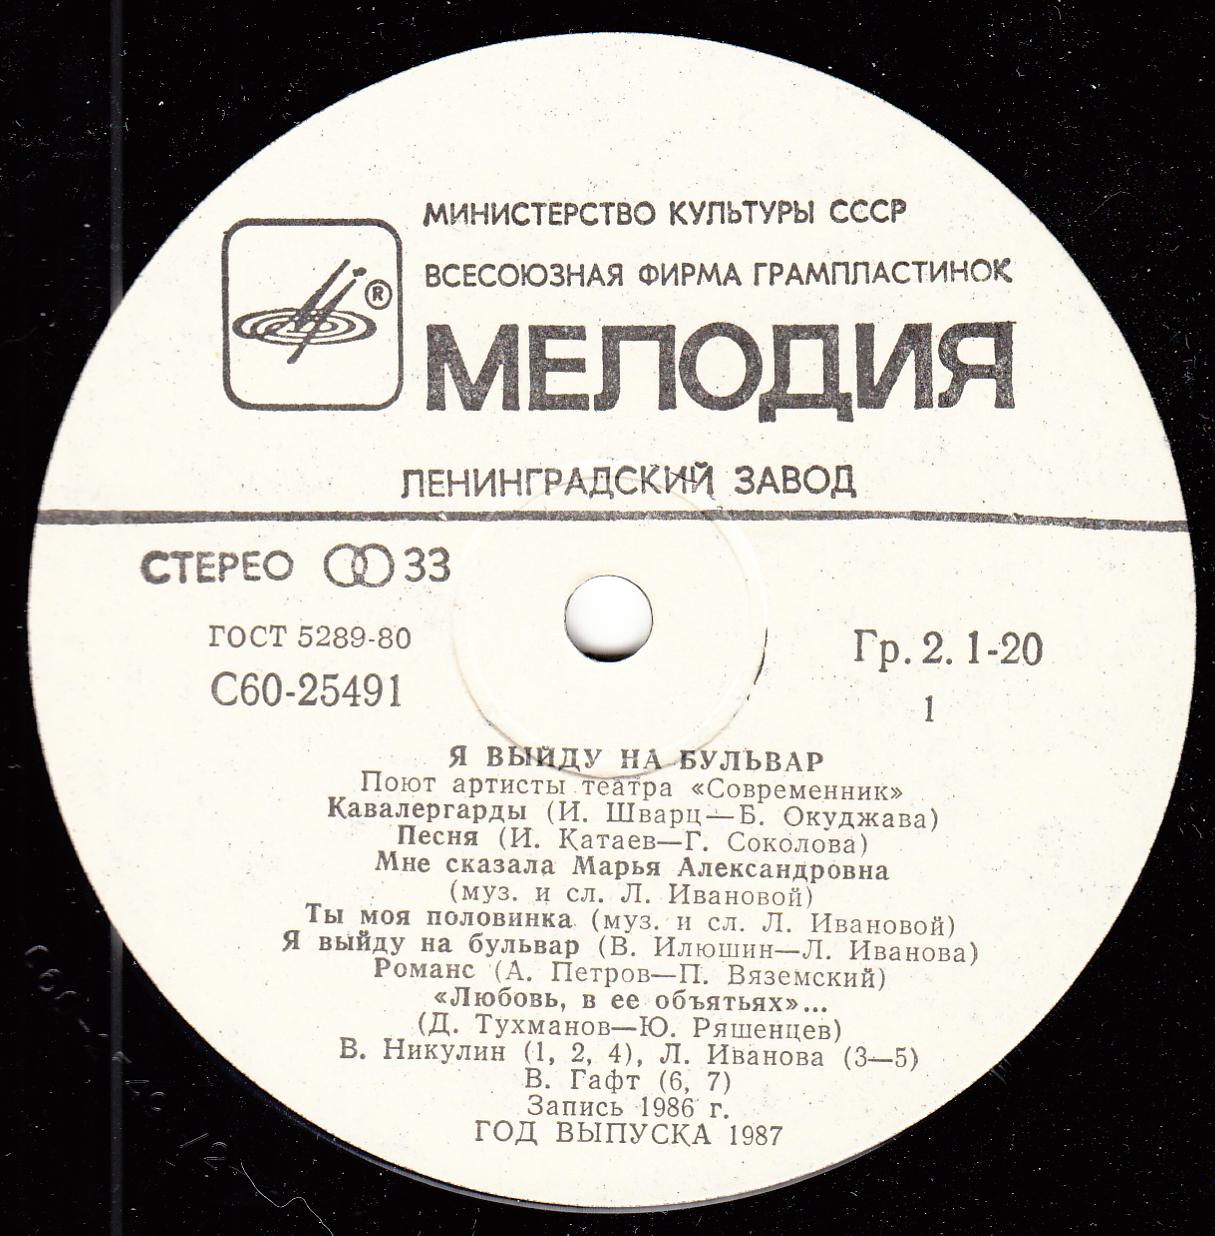 МИНИСТЕРСТВО КУЛЬТУРЫ СССР
ВСЕСОЮЗНАЯ ФИРМА ГРАМПЛАСТИНОК
®
МЕЛОДИЯ
ЛЕНИНГРАДСКИЙ ЗАВОД
СТЕРЕО 33
ГОСТ 5289-80
С60-25491
Гр. 2. 1-20
1
Я ВЫЙДУ НА БУЛЬВАР
Поют артисты театра «Современник»
Кавалергарды (И. Шварц—Б. Окуджава)
Песня (И. Катаев—Г. Соколова)
Мне сказала Марья Александровна
(муз. и сл. Л. Ивановой)
Ты моя половинка (муз. и сл. Л. Ивановой)
Я выйду на бульвар (В. Илюшин—Л. Иванова)
Романс (А. Петров—П. Вяземский)
«Любовь, в ее объятьях»...
(Д. Тухманов—Ю. Ряшенцев)
В. Никулин (1, 2, 4), Л. Иванова (3—5)
В. Гафт (6, 7)
Запись 1986 г.
ГОД ВЫПУСКА 1987